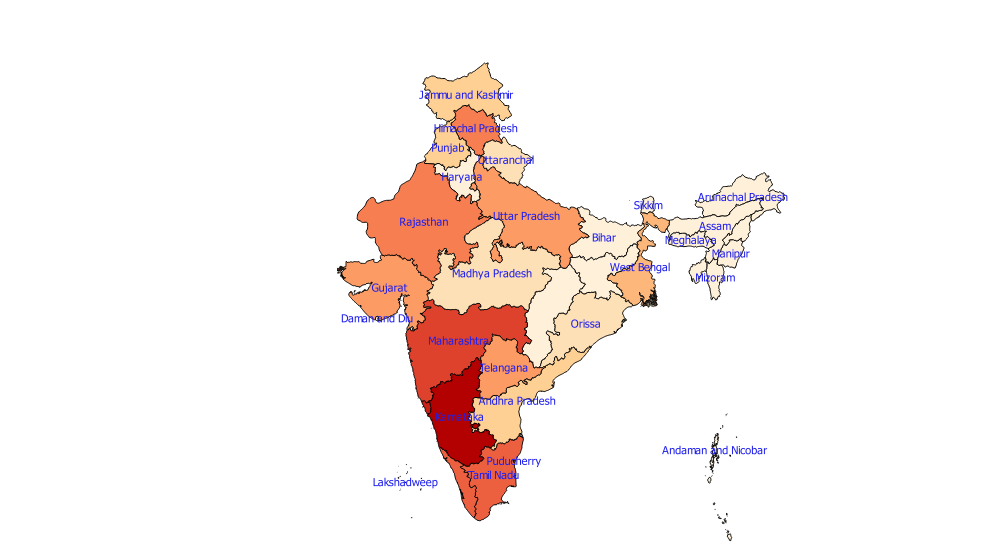 Jammu and Kashmir
Himachal Pradesh
Punjab
Uttaranchal
Haryana
Arunachal Pradesh
Sikkim
Uttar Pradesh
Rajasthan
Assam
Bihar
Meghalaya
Manipur
West Bengal
Madhya Pradesh
Mizoram
Gujarat
Daman and Diu
Orissa
Maharashtra
Telangana
Andhra Pradesh
Karnataka
Andaman and Nicobar
Puducherry
Tamil Nadu
Lakshadweep